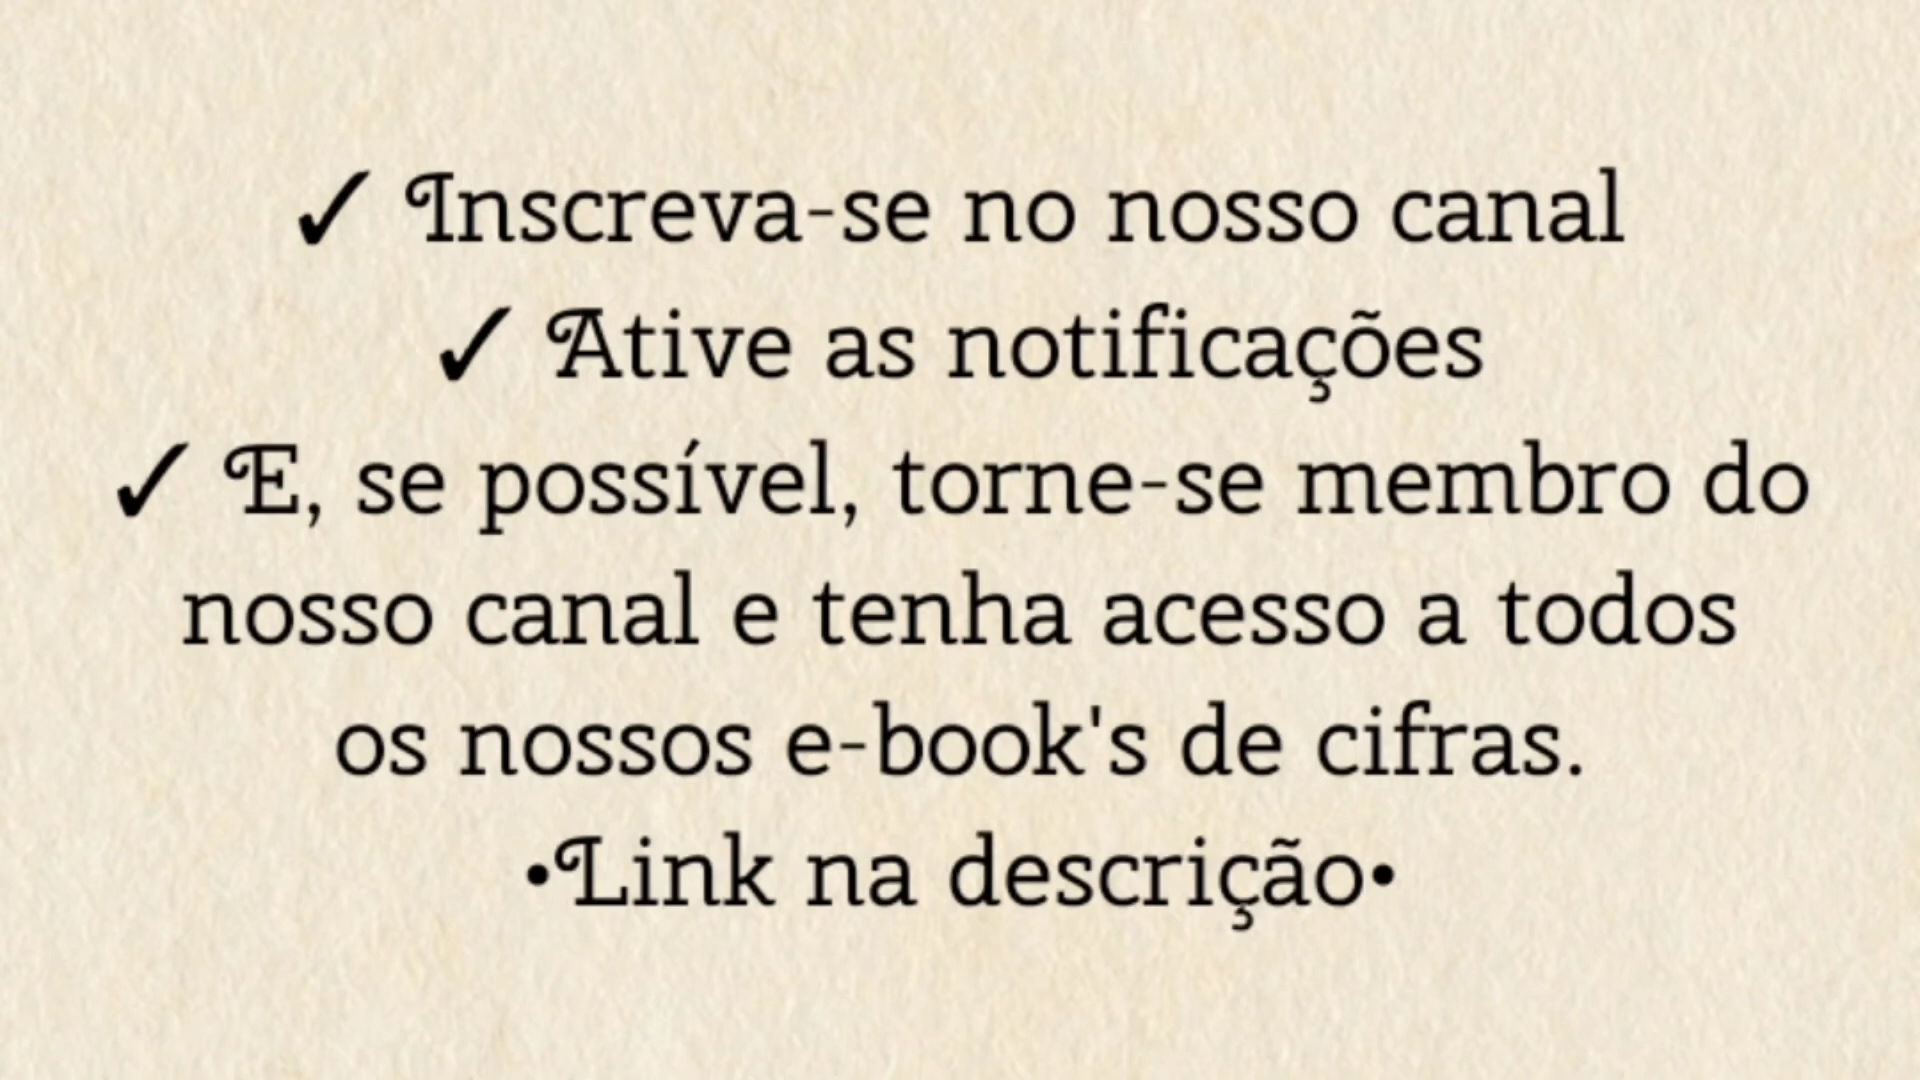 ✓ Inscreva-se no nosso canal
✓ Ative as notificações
✓ E, se possível, torne-se membro do
nosso canal e tenha acesso a todos
os nossos e-book's de cifras.
•Link na descrição•